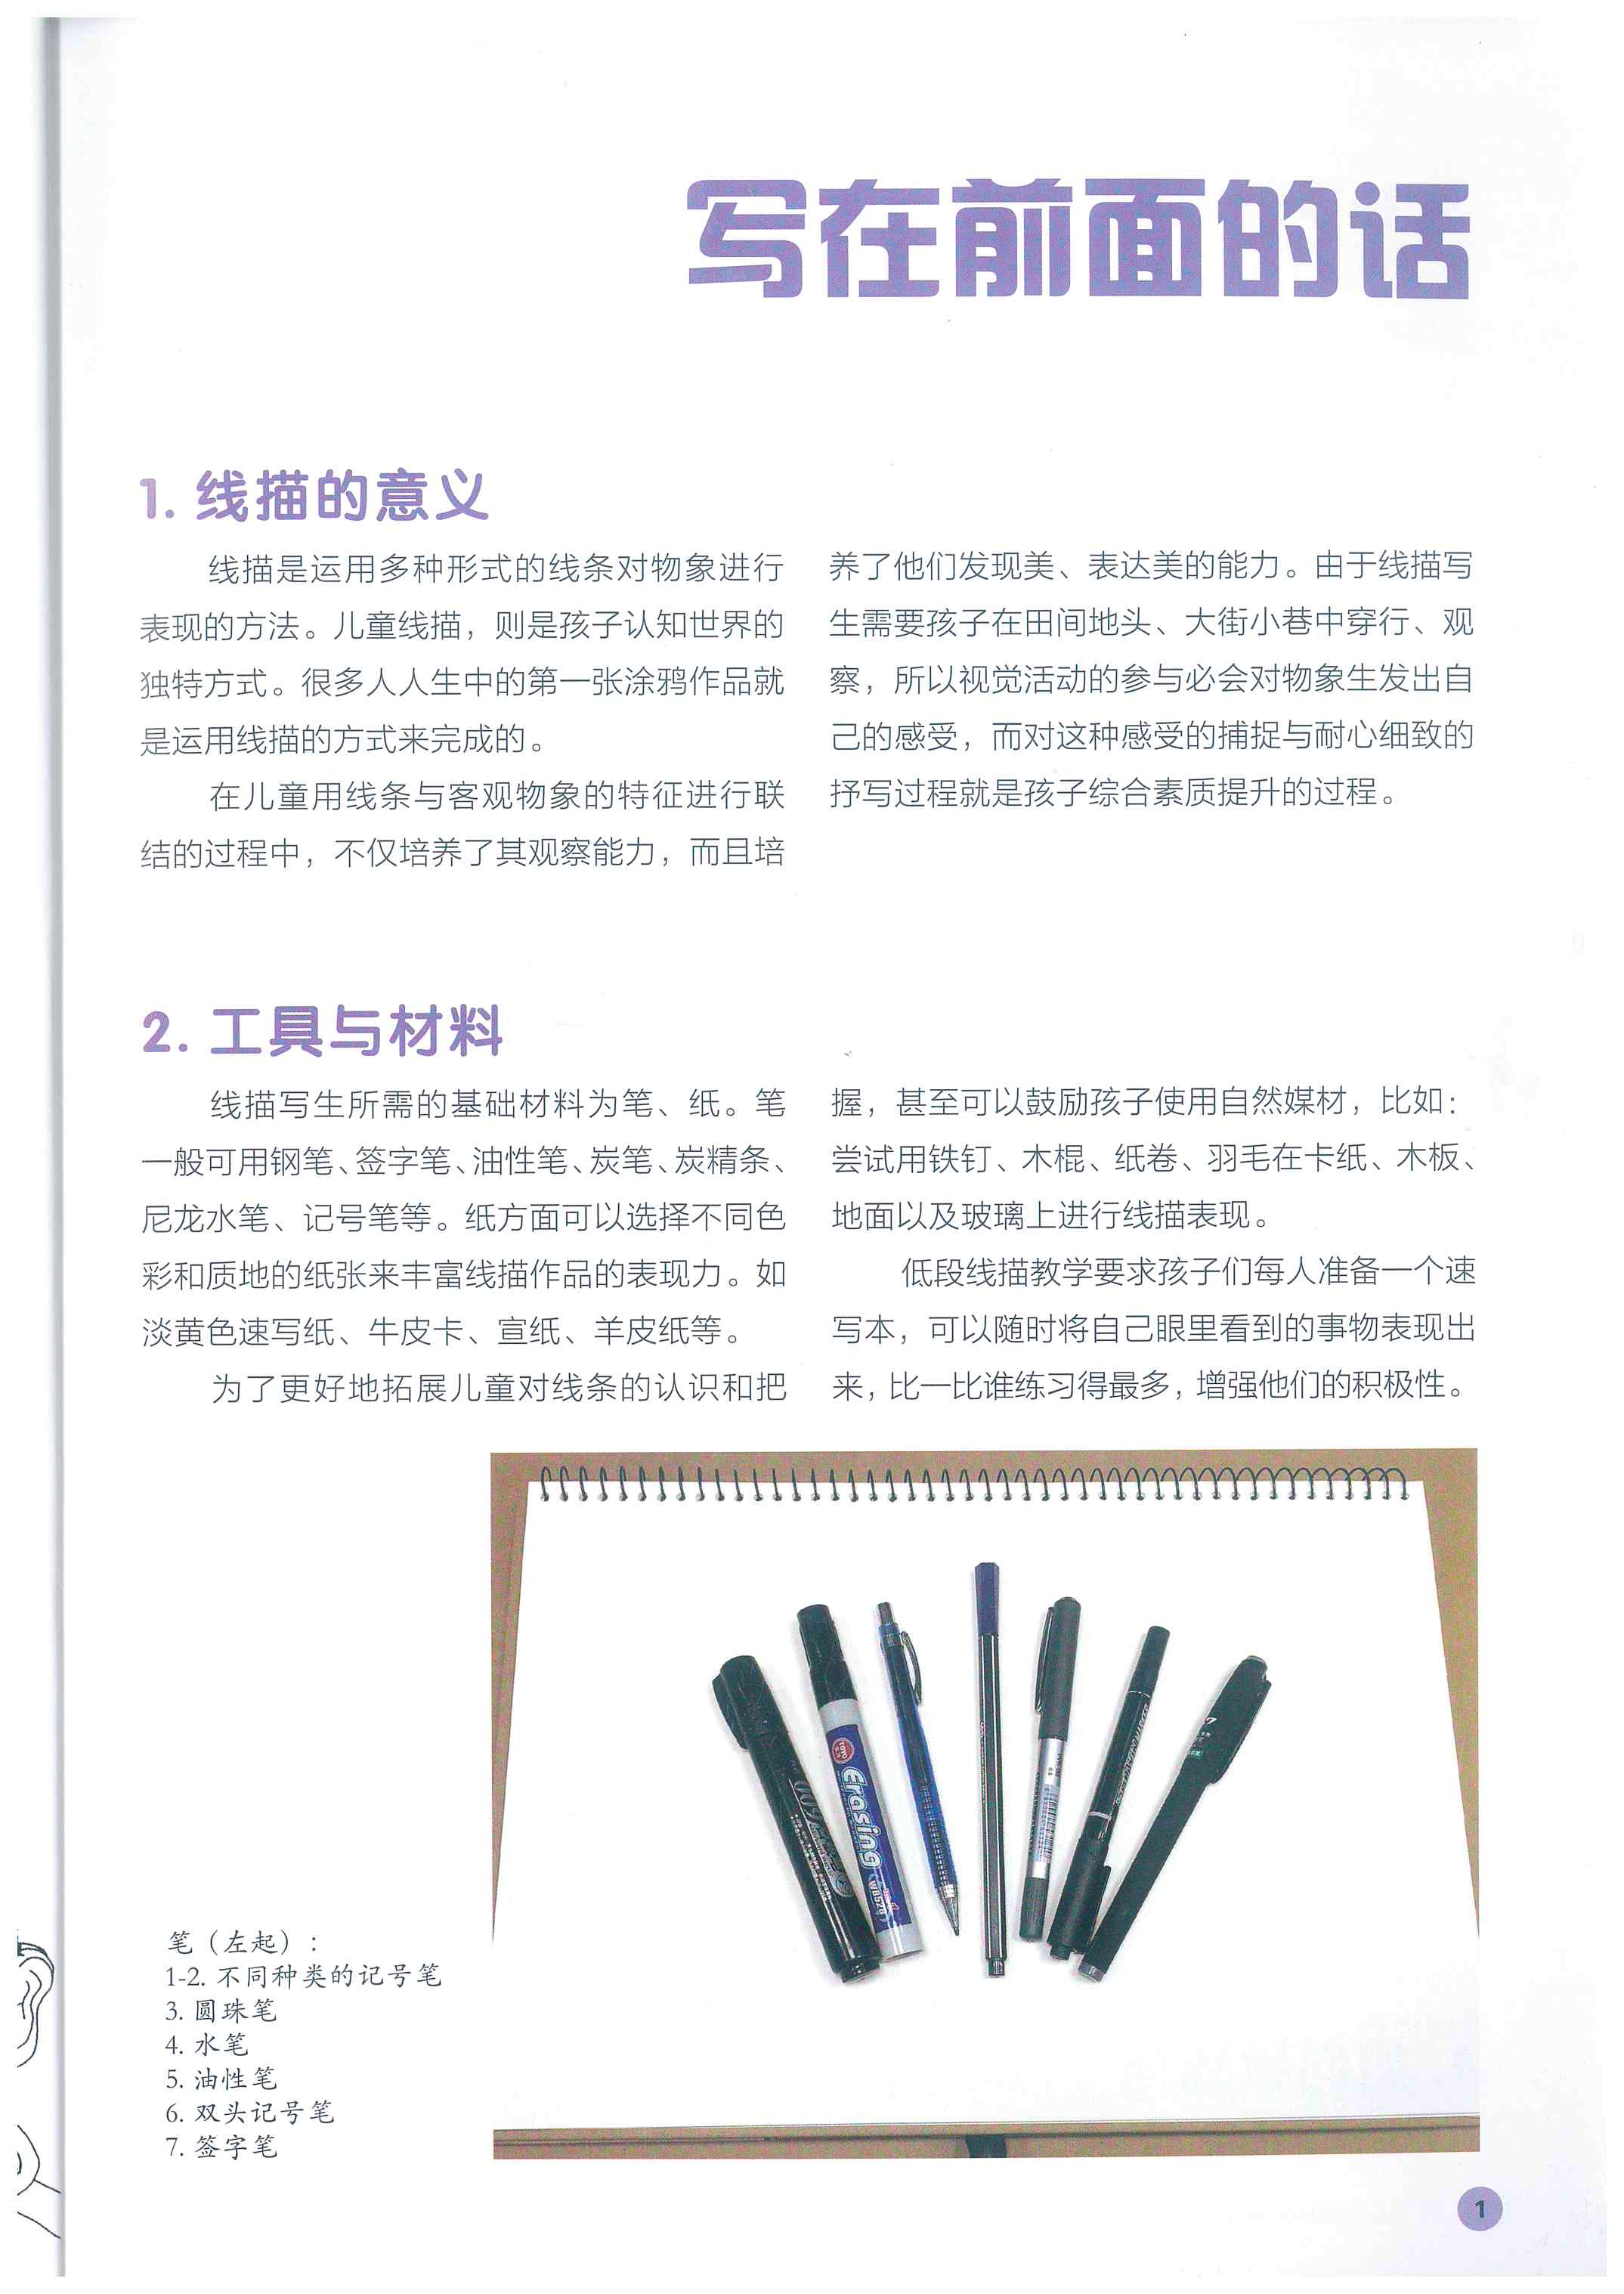 写在前面的话
1. 线描的意义
线描是运用多种形式的线条对物象进行
表现的方法。儿童线描，则是孩子认知世界的
独特方式。很多人人生中的第一张涂鸦作品就
是运用线描的方式来完成的。
在儿童用线条与客观物象的特征进行联
结的过程中，不仅培养了其观察能力，而且培
养了他们发现美、表达美的能力。由于线描写
生需要孩子在田间地头、大街小巷中穿行、观
察，所以视觉活动的参与必会对物象生发出自
己的感受，而对这种感受的捕捉与耐心细致的
抒写过程就是孩子综合素质提升的过程。
2. 工具与材料
线描写生所需的基础材料为笔、纸。笔
一般可用钢笔、签字笔、油性笔、炭笔、炭精条、
尼龙水笔、记号笔等。纸方面可以选择不同色
彩和质地的纸张来丰富线描作品的表现力。如
淡黄色速写纸、牛皮卡、宣纸、羊皮纸等。
为了更好地拓展儿童对线条的认识和把
握，甚至可以鼓励孩子使用自然媒材，比如：
尝试用铁钉、木棍、纸卷、羽毛在卡纸、木板、
地面以及玻璃上进行线描表现。
低段线描教学要求孩子们每人准备一个速
写本，可以随时将自己眼里看到的事物表现出
来，比一比谁练习得最多，增强他们的积极性。
TOYO
Erasing
WB528
笔（左起）：
1-2. 不同种类的记号笔
3. 圆珠笔
4. 水笔
5. 油性笔
6. 双头记号笔
7. 签字笔
1